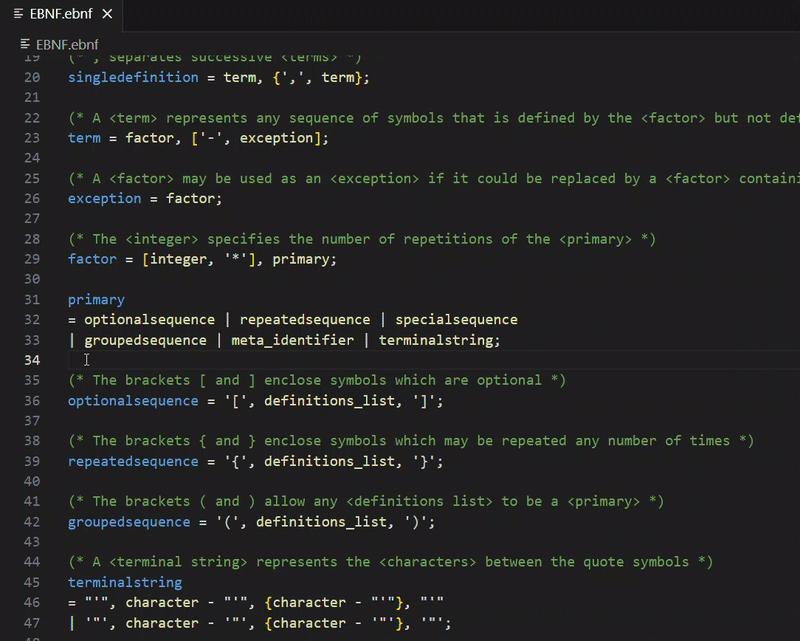 EBNF.ebnf
EBNF.ebnf
19 (* , separates successive <terms> *)
20 singledefinition = term, {',', term};
21
22 (* A <term> represents any sequence of symbols that is defined by the <factor> but not
23 term = factor, ['-', exception];
24
25 (* A <factor> may be used as an <exception> if it could be replaced by a <factor>
26 exception = factor;
27
28 (* The <integer> specifies the number of repetitions of the <primary> *)
29 factor = [integer, '*'], primary;
30
31 primary
32 = optionalsequence | repeatedsequence | specialsequence
33 | groupedsequence | meta_identifier | terminalstring;
34
35 (* The brackets [ and ] enclose symbols which are optional *)
36 optionalsequence = '[', definitions_list, ']';
37
38 (* The brackets { and } enclose symbols which may be repeated any number of times *)
39 repeatedsequence = '{', definitions_list, '}';
40
41 (* The brackets ( and ) allow any <definitions list> to be a <primary> *)
42 groupedsequence = '(', definitions_list, ')';
43
44 (* A <terminal string> represents the <characters> between the quote symbols *)
45 terminalstring
46 = "'", character - "'", {character - "'"}, "'"
47 | '"', character - '"', {character - '"'}, '"';